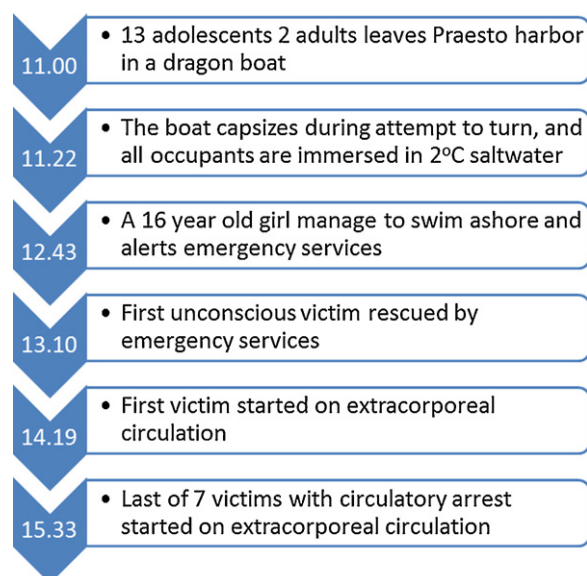 11.00
• 13 adolescents 2 adults leaves Praesto harbor
in a dragon boat
11.22
• The boat capsizes during attempt to turn, and
all occupants are immersed in 2ºC saltwater
12.43
• A 16 year old girl manage to swim ashore and
alerts emergency services
13.10
• First unconscious victim rescued by
emergency services
14.19
• First victim started on extracorporeal
circulation
15.33
• Last of 7 victims with circulatory arrest
started on extracorporeal circulation